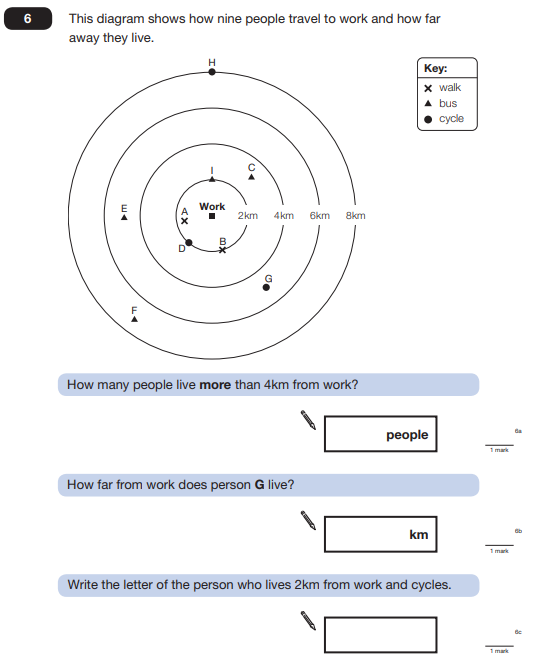 6
This diagram shows how nine people travel to work and how far
away they live.
H
Key:
walk
bus
cycle
I
C
E
A
Work
2km 4km 6km 8km
D
B
G
F
How many people live more than 4km from work?
people
6a
1 mark
How far from work does person G live?
km
6b
1 mark
Write the letter of the person who lives 2km from work and cycles.
6c
1 mark